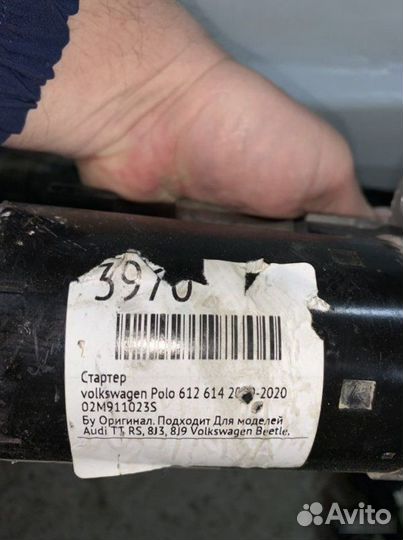 3970
Стартер
volkswagen Polo 612 614 -2020
02M911023S
Бу Оригинал. Подходит Для моделей
Audi TT RS, 8J3, 8J9 Volkswagen Beetle,
Avito